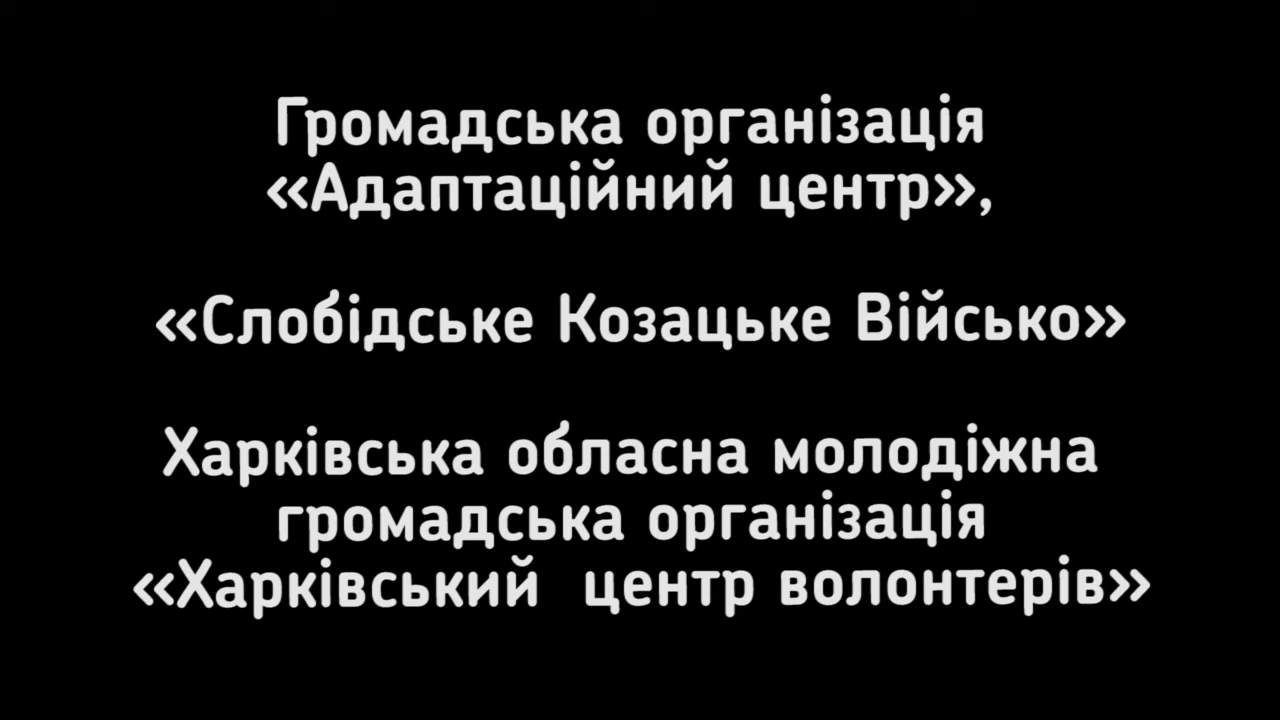 Громадська організація
«Адаптаційний центр»,
«Слобідське Козацьке Військо»
Харківська обласна молодіжна
громадська організація
«Харківський центр волонтерів»